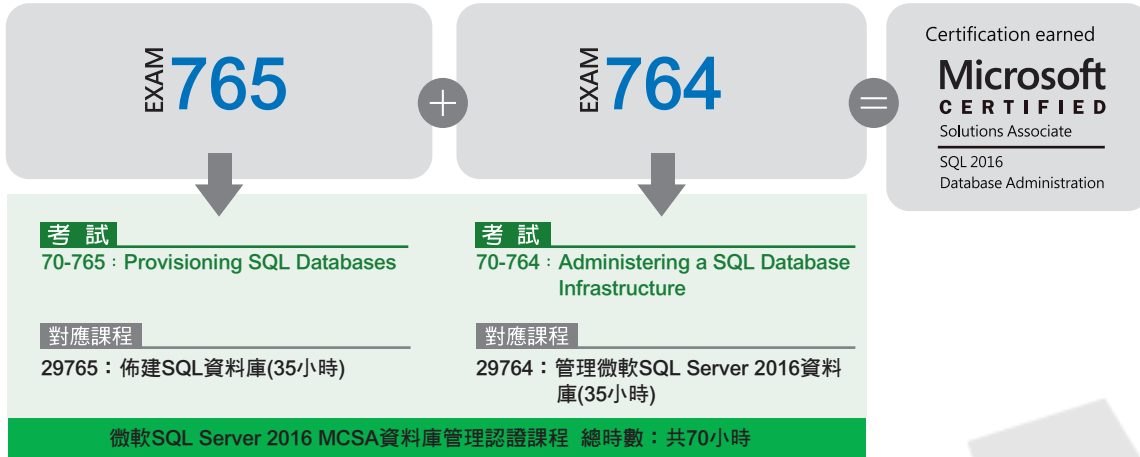 EXAM 765
+
EXAM 764
=
Certification earned
Microsoft
CERTIFIED
Solutions Associate
SQL 2016
Database Administration
考試
70-765：Provisioning SQL Databases
對應課程
29765：佈建SQL資料庫(35小時)
考試
70-764：Administering a SQL Database
Infrastructure
對應課程
29764：管理微軟SQL Server 2016資料
庫(35小時)
微軟SQL Server 2016 MCSA資料庫管理認證課程 總時數：共70小時